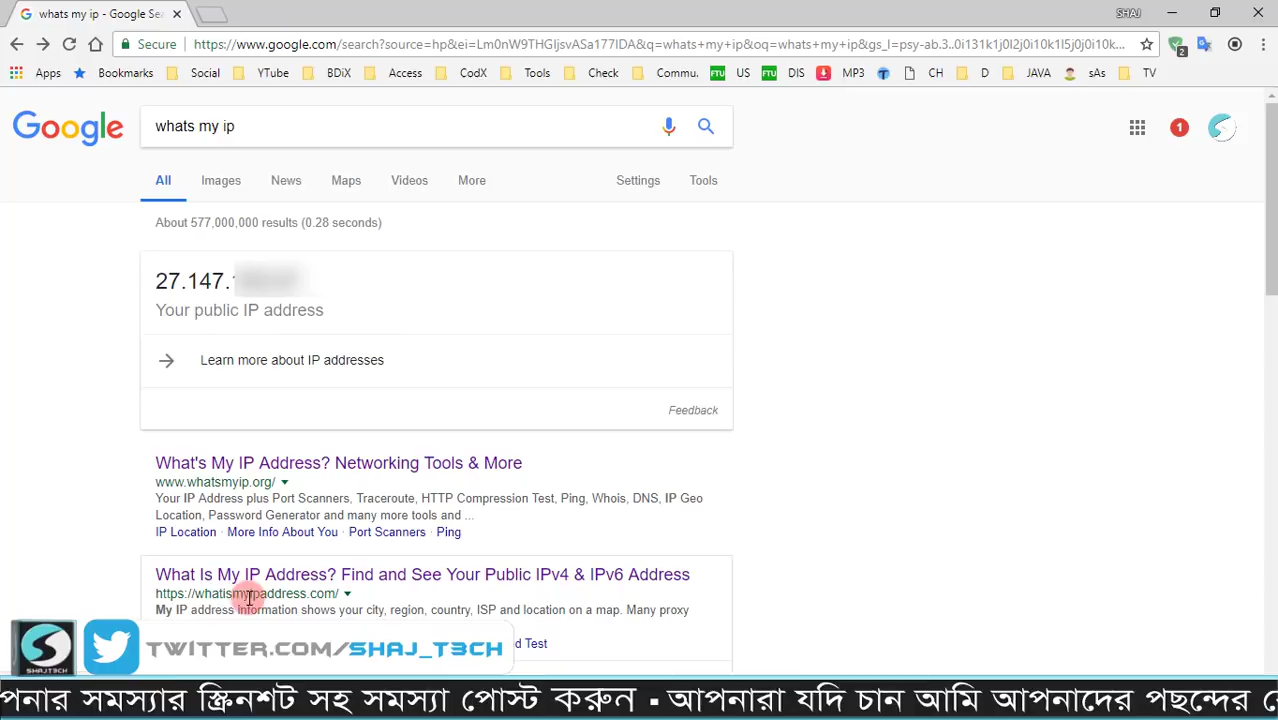 whats my ip - Google Sea
SHAJ
Secure
https://www.google.com/search?source=hp&ei=Lm0nW9THGIjsvASa177IDA&q=whats+my+ip&oq=whats+my+ip&gs_l=psy-ab.3..0i131k1j0l2j0i10k1l5j0j0i10k...
2
Apps
Bookmarks
Social
YTube
BDiX
Access
CodX
Tools
Check
Commu.
FTU
US
FTU
DIS
MP3
CH
D
JAVA
sAs
TV
Google
whats my ip
1
All
Images
News
Maps
Videos
More
Settings
Tools
About 577,000,000 results (0.28 seconds)
27.147.
Your public IP address
Learn more about IP addresses
Feedback
What's My IP Address? Networking Tools & More
www.whatsmyip.org/
Your IP Address plus Port Scanners, Traceroute, HTTP Compression Test, Ping, Whois, DNS, IP Geo
Location, Password Generator and many more tools and ...
IP Location · More Info About You · Port Scanners · Ping
What Is My IP Address? Find and See Your Public IPv4 & IPv6 Address
https://whatismyipaddress.com/
My IP address information shows your city, region, country, ISP and location on a map. Many proxy
d Test
SHAJT3CH
TWITTER.COM/SHAJ_T3CH
পনার সমস্যার স্ক্রিনশট সহ সমস্যা পোস্ট করুন ▪ আপনারা যদি চান আমি আপনাদের পছন্দের